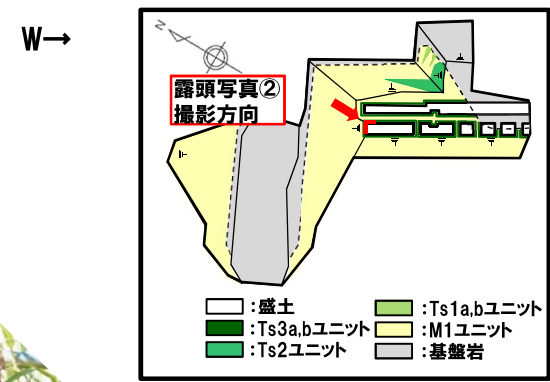 W→
N
露頭写真②
撮影方向
:盛土
:Ts1a,bユニット
:Ts3a,bユニット
:M1ユニット
:Ts2ユニット
:基盤岩